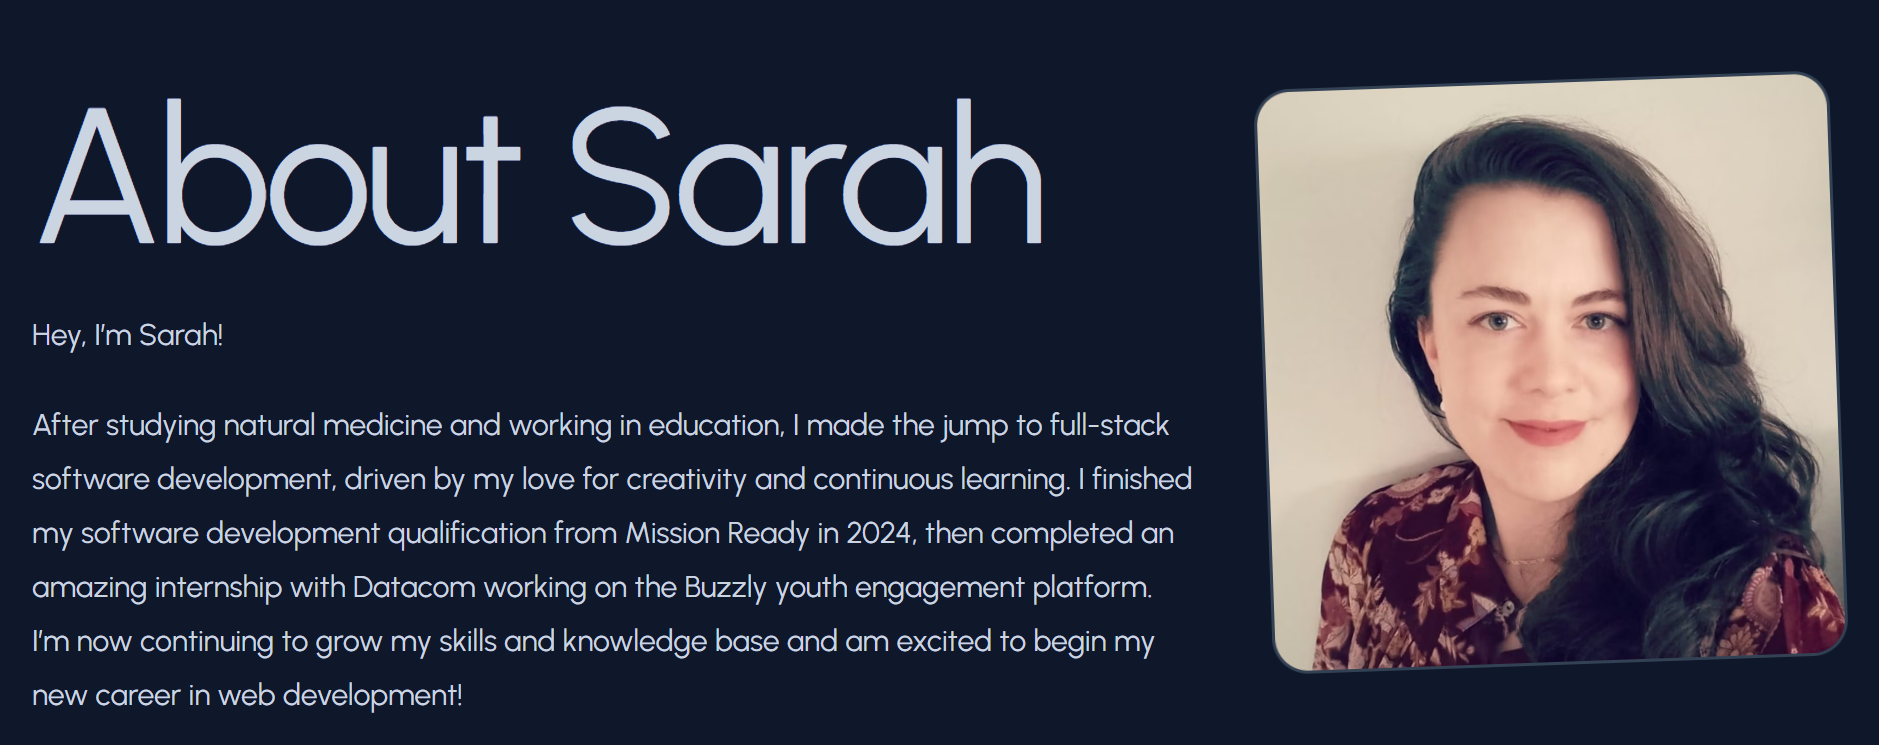 About Sarah
Hey, I'm Sarah!
After studying natural medicine and working in education, I made the jump to full-stack
software development, driven by my love for creativity and continuous learning. I finished
my software development qualification from Mission Ready in 2024, then completed an
amazing internship with Datacom working on the Buzzly youth engagement platform.
I'm now continuing to grow my skills and knowledge base and am excited to begin my
new career in web development!